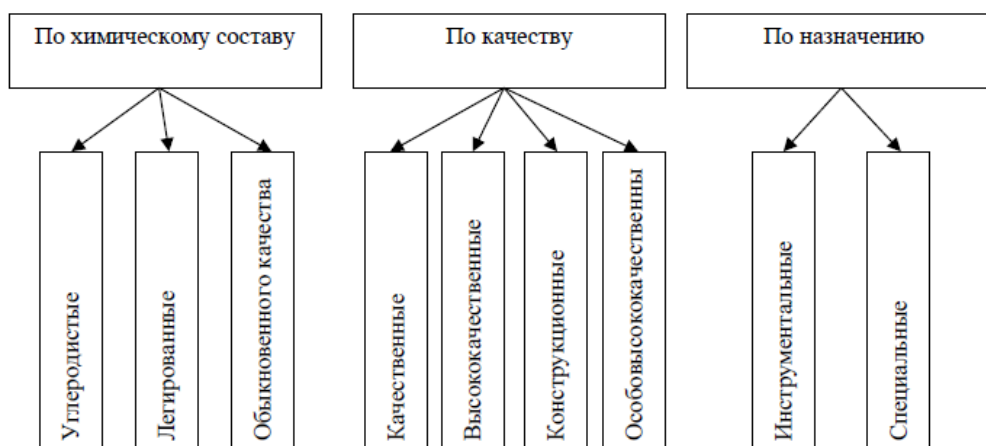 По химическому составу
По качеству
По назначению
Углеродистые
Легированные
Обыкновенного качества
Качественные
Высококачественные
Конструкционные
Особовысококачественны
Инструментальные
Специальные